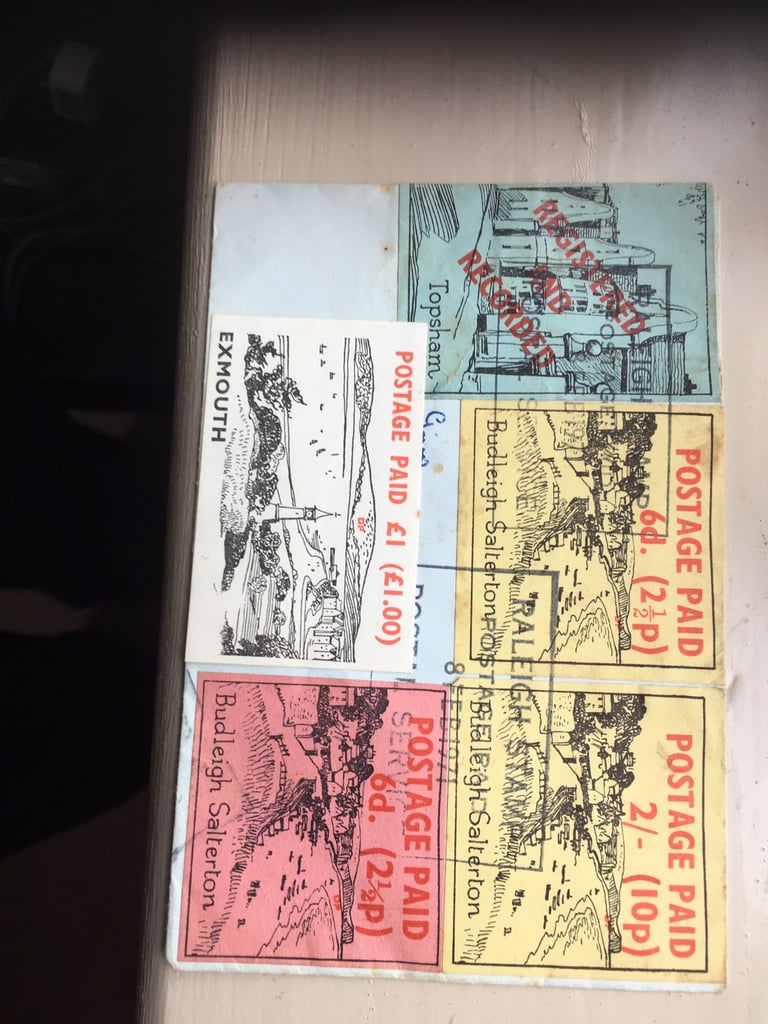 REGISTERED
AND
RECORDED
Topsham
POSTAGE PAID
6d. (2½p)
Budleigh Salterton
POSTAGE PAID
2/- (10p)
Budleigh Salterton
POSTAGE PAID £1 (£1.00)
EXMOUTH
POSTAGE PAID
6d. (2½p)
Budleigh Salterton
RALEIGH STAMP
POSTAGE